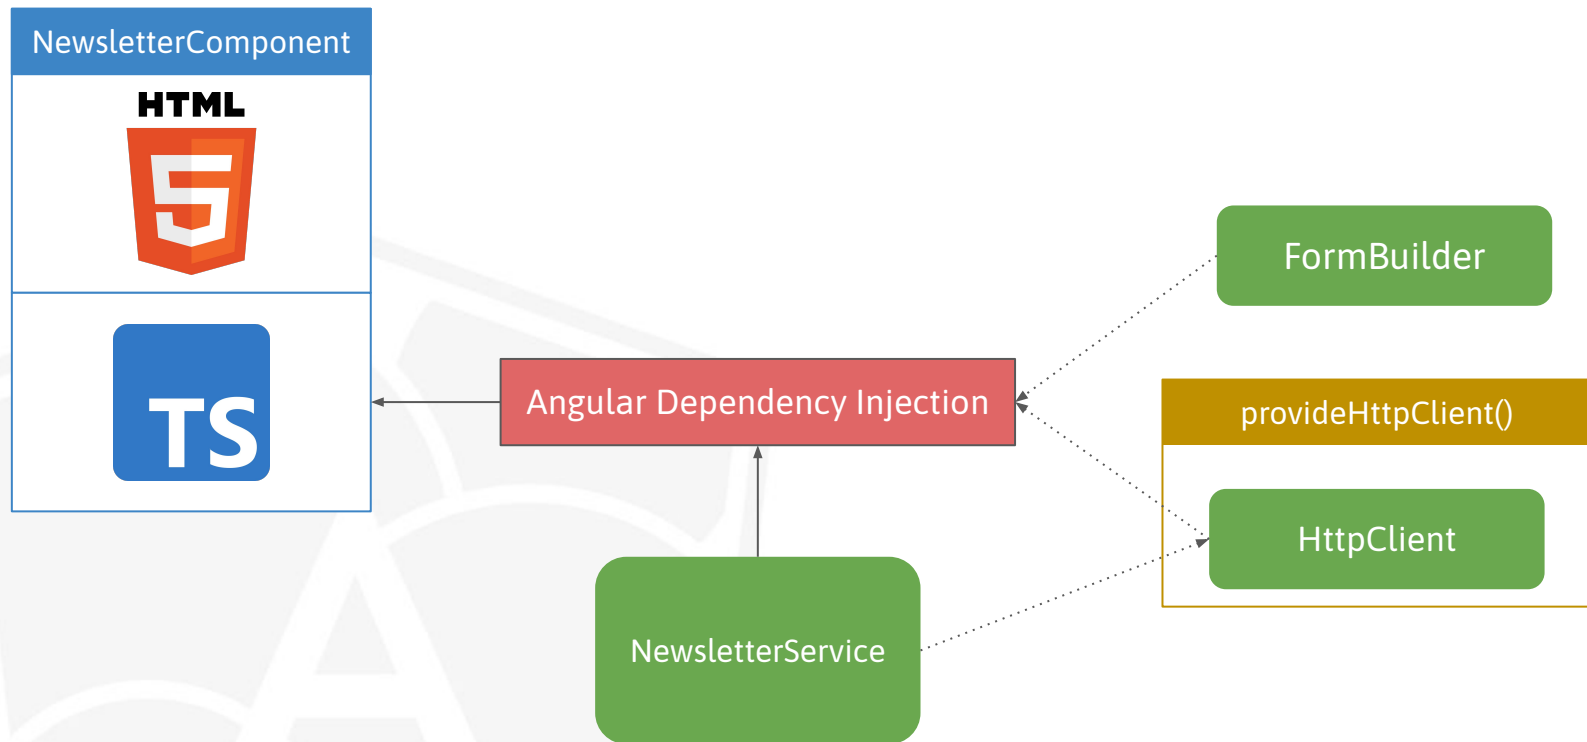 NewsletterComponent
HTML
5
TS
Angular Dependency Injection
FormBuilder
provideHttpClient()
HttpClient
NewsletterService